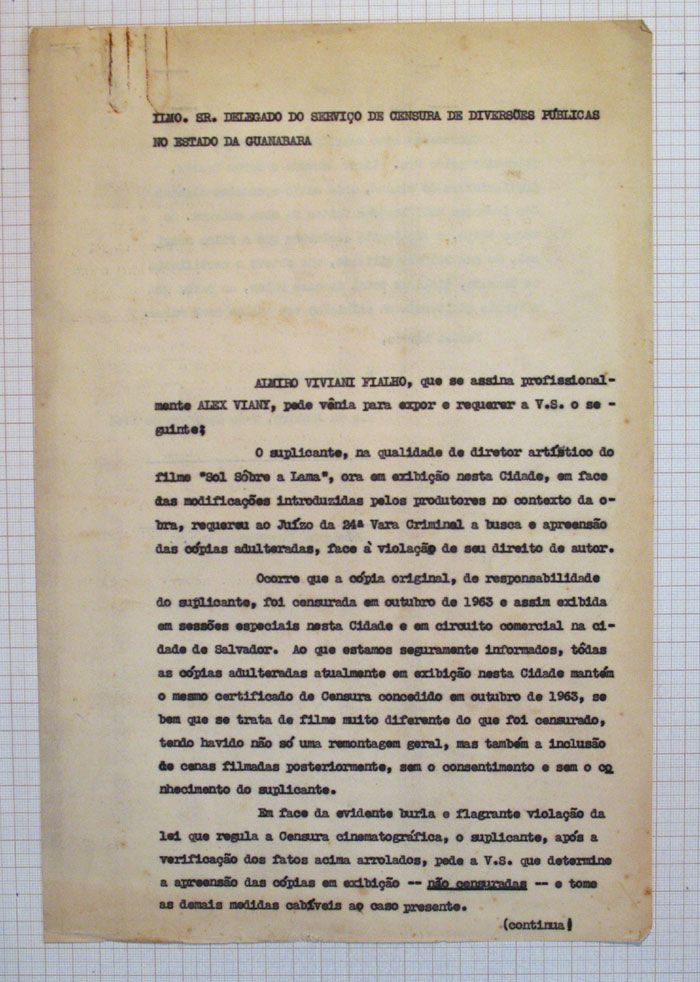 ILMO. SR. DELEGADO DO SERVIÇO DE CENSURA DE DIVERSÕES PÚBLICAS
NO ESTADO DA GUANABARA
ALMIRO VIVIANI FIALHO, que se assina profissional-
mente ALEX VIANY, pede vênia para expor e requerer a V.S. o se -
guinte;
O suplicante, na qualidade de diretor artístico do
filme "Sol Sôbre a Lama", ora em exibição nesta Cidade, em face
das modificações introduzidas pelos produtores no contexto da o-
bra, requereu ao Juízo da 24ª Vara Criminal a busca e apreensão
das cópias adulteradas, face à violação de seu direito de autor.
Ocorre que a cópia original, de responsabilidade
do suplicante, foi censurada em outubro de 1963 e assim exibida
em sessões especiais nesta Cidade e em circuito comercial na ci-
dade de Salvador. Ao que estamos seguramente informados, tôdas
as cópias adulteradas atualmente em exibição nesta Cidade mantém
o mesmo certificado de Censura concedido em outubro de 1963, se
bem que se trata de filme muito diferente do que foi censurado,
tendo havido não só uma remontagem geral, mas também a inclusão
de cenas filmadas posteriormente, sem o consentimento e sem o co
nhecimento do suplicante.
Em face da evidente burla e flagrante violação da
lei que regula a Censura cinematográfica, o suplicante, após a
verificação dos fatos acima arrolados, pede a V.S. que determine
a apreensão das cópias em exibição -- não censuradas -- e tome
as demais medidas cabíveis ao caso presente.
(continua)